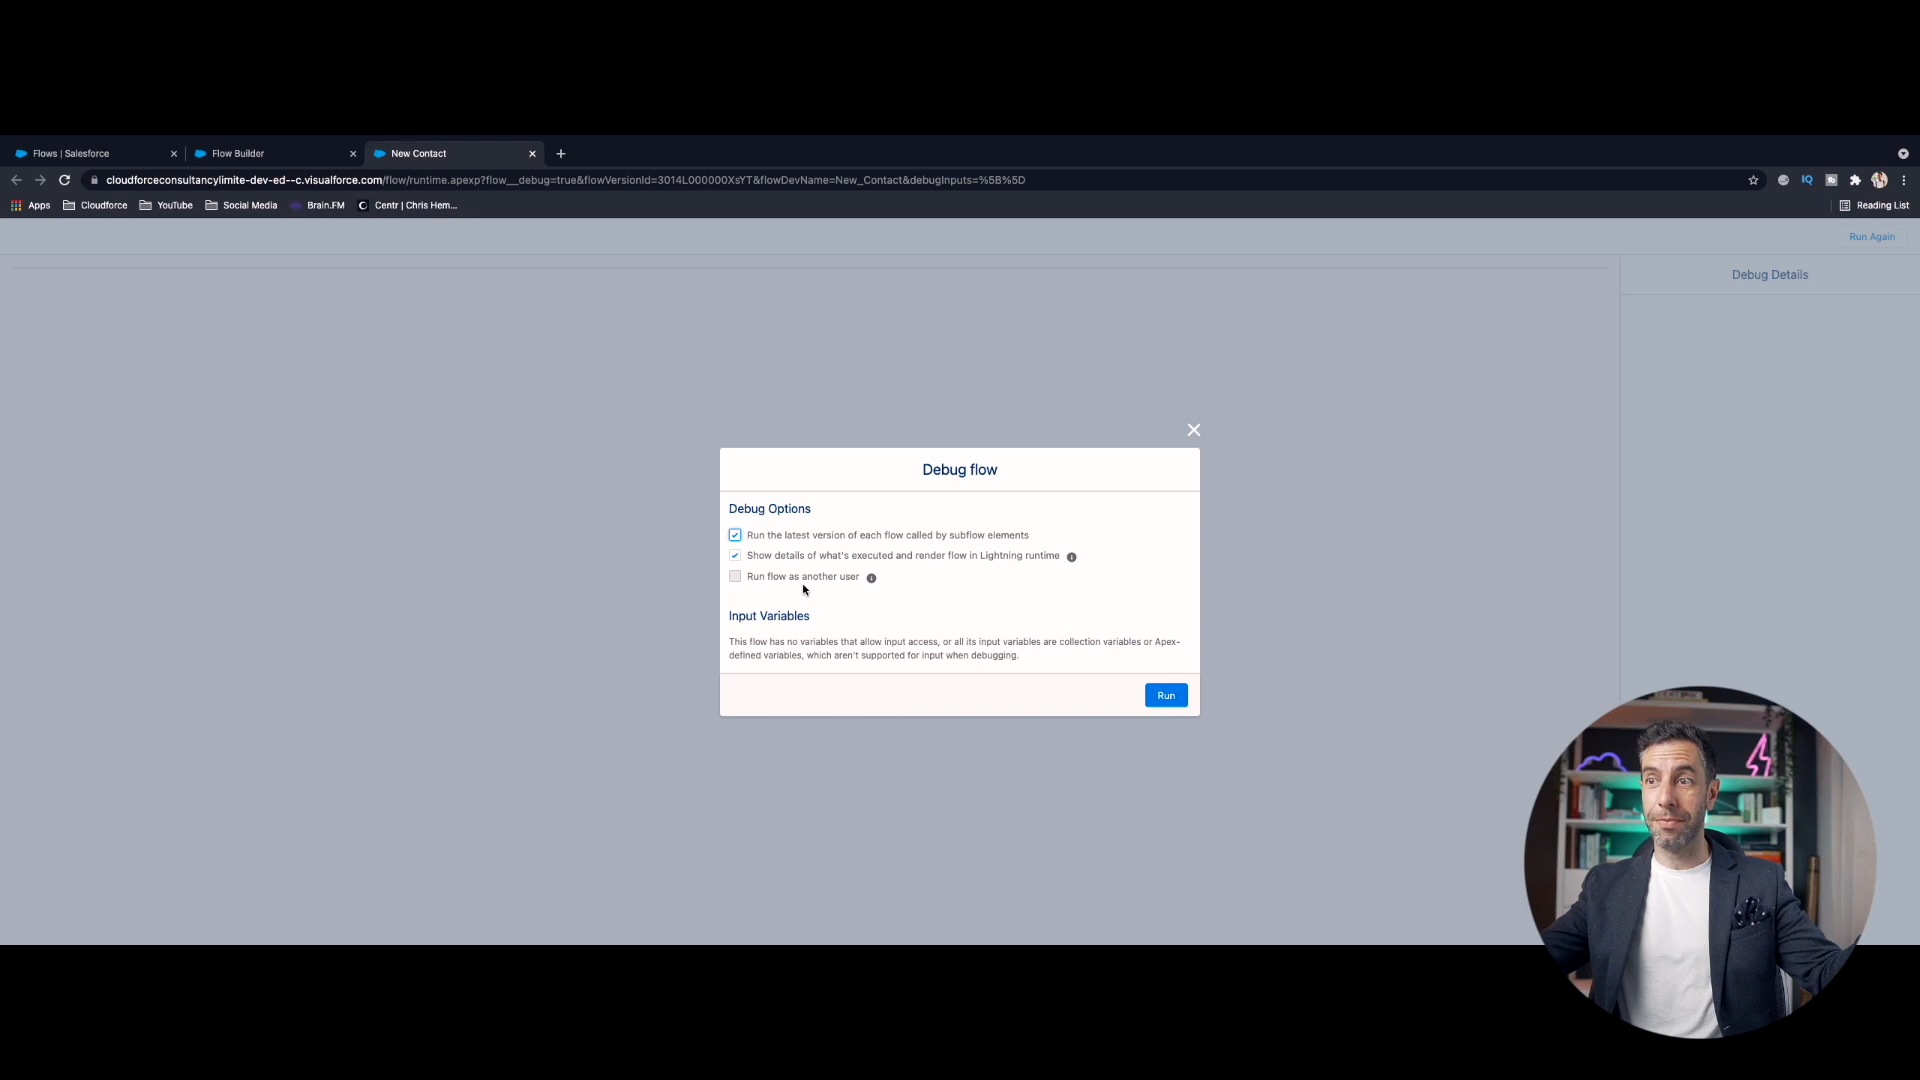 Flows | Salesforce
Flow Builder
New Contact
cloudforceconsultancylimite-dev-ed--c.visualforce.com/flow/runtime.apexp?flow__debug=true&flowVersionId=3014L000000XsYT&flowDevName=New_Contact&debugInputs=%5B%5D
IQ
Apps
Cloudforce
YouTube
Social Media
Brain.FM
C
Centr | Chris Hem...
Reading List
Run Again
Debug Details
Debug flow
Debug Options
Run the latest version of each flow called by subflow elements
Show details of what's executed and render flow in Lightning runtime
Run flow as another user
Input Variables
This flow has no variables that allow input access, or all its input variables are collection variables or Apex-
defined variables, which aren't supported for input when debugging.
Run